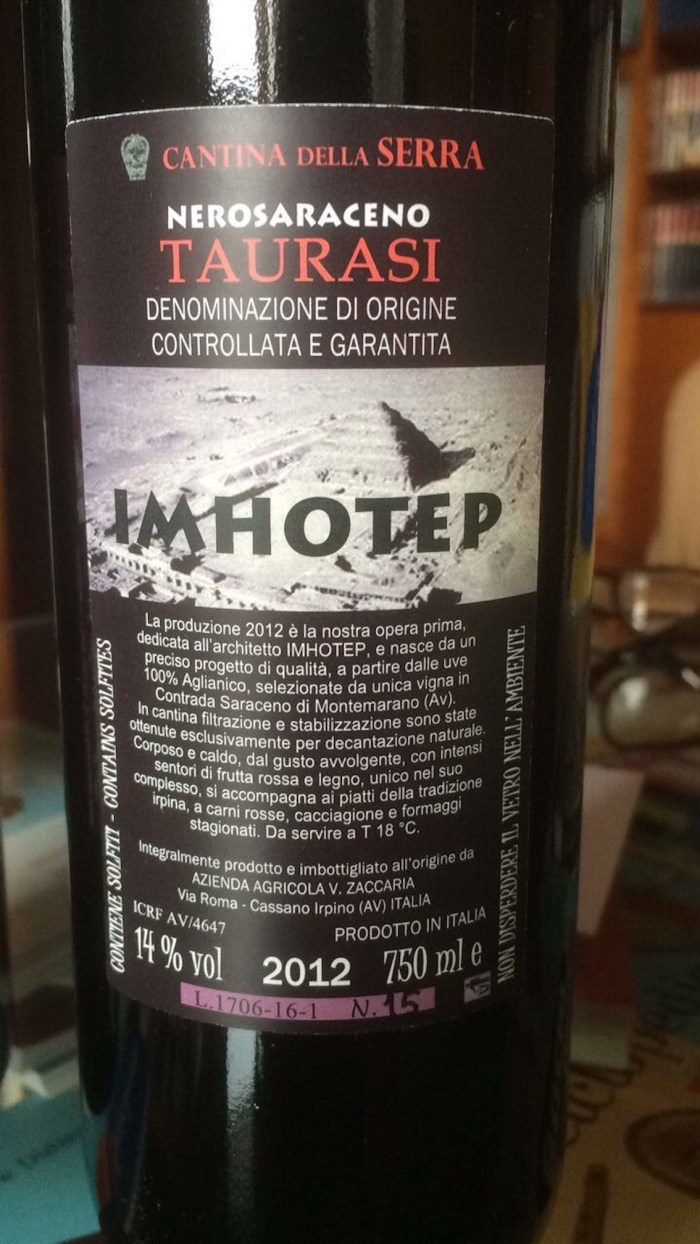 CANTINA DELLA SERRA
NEROSARACENO
TAURASI
DENOMINAZIONE DI ORIGINE
CONTROLLATA E GARANTITA
IMHOTEP
La produzione 2012 è la nostra opera prima,
dedicata all'architetto IMHOTEP, e nasce da un
preciso progetto di qualità, a partire dalle uve
100% Aglianico, selezionate da unica vigna in
Contrada Saraceno di Montemarano (Av).
In cantina filtrazione e stabilizzazione sono state
ottenute esclusivamente per decantazione naturale.
Corposo e caldo, dal gusto avvolgente, con intensi
sentori di frutta rossa e legno, unico nel suo
complesso, si accompagna ai piatti della tradizione
irpina, a carni rosse, cacciagione e formaggi
stagionati. Da servire a T 18 °C.
Integralmente prodotto e imbottigliato all'origine da
AZIENDA AGRICOLA V. ZACCARIA
Via Roma - Cassano Irpino (AV) ITALIA
ICRF AV/4647
PRODOTTO IN ITALIA
14 % vol 2012 750 ml e
L.1706-16-1 N. 15
CONTIENE SOLFITI - CONTAINS SOLFITES
NON DISPERDERE IL VETRO NELL'AMBIENTE